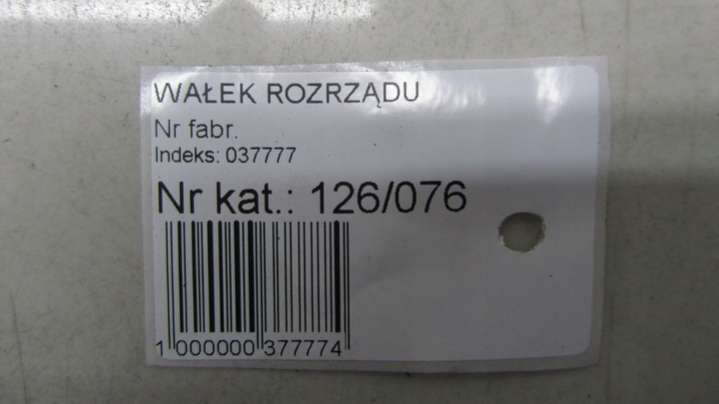 WAŁEK ROZRZĄDU
Nr fabr.
Indeks: 037777
Nr kat.: 126/076
1 000000 377774